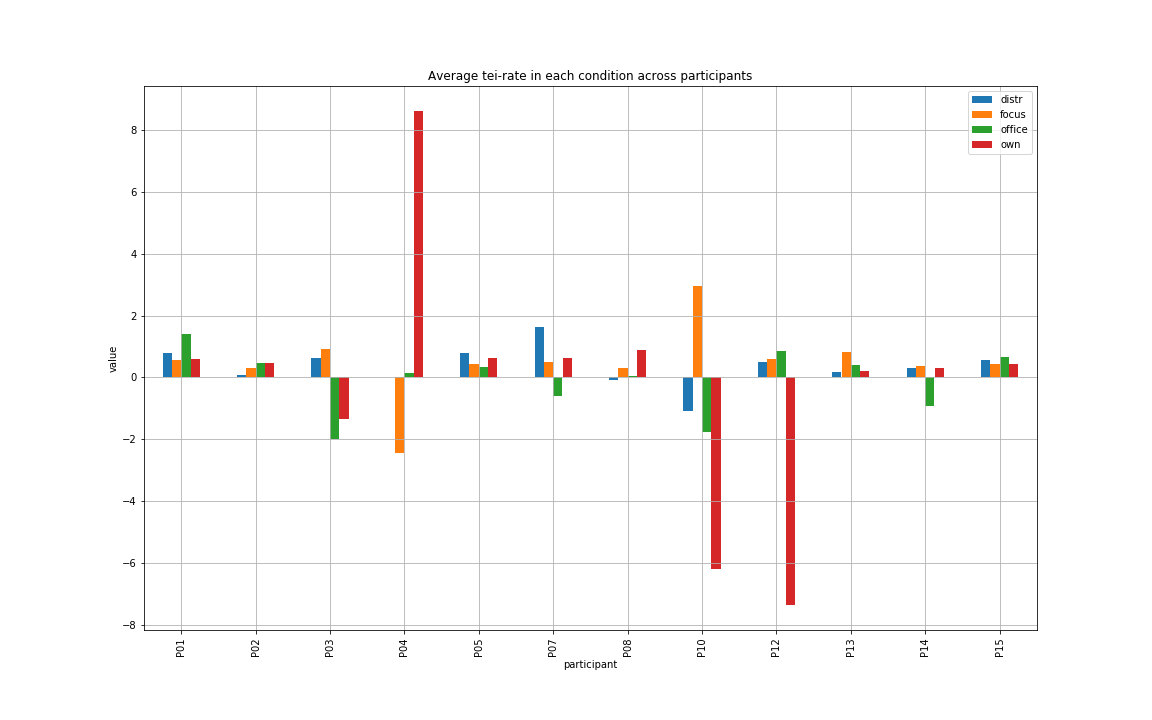 Average tei-rate in each condition across participants
distr
focus
office
own
value
8
6
4
2
0
−2
−4
−6
−8
P01
P02
P03
P04
P05
P07
P08
P10
P12
P13
P14
P15
participant